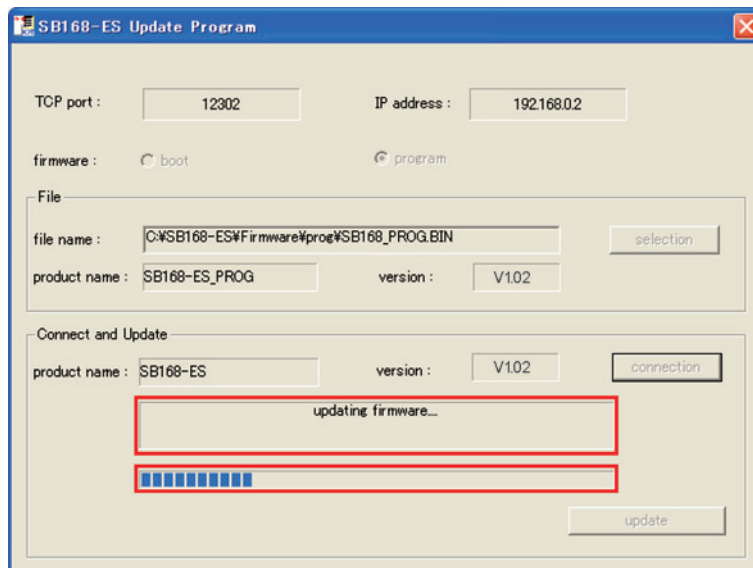 SB168-ES Update Program
TCP port : 12302 IP address : 192.168.0.2
firmware : boot program
File
file name : C:¥SB168-ES¥Firmware¥prog¥SB168_PROG.BIN selection
product name : SB168-ES_PROG version : V1.02
Connect and Update
product name : SB168-ES version : V1.02 connection
updating firmware...
update